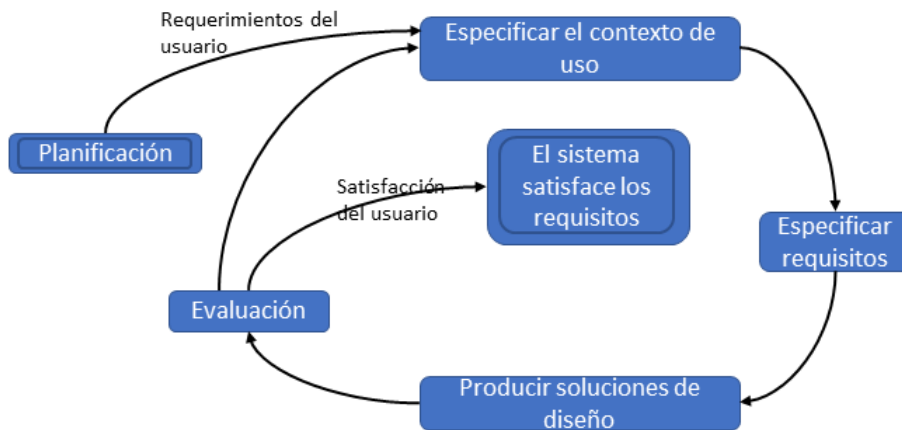 Requerimientos del
usuario
Especificar el contexto de
uso
Planificación
El sistema
satisface los
requisitos
Satisfacción
del usuario
Especificar
requisitos
Evaluación
Producir soluciones de
diseño